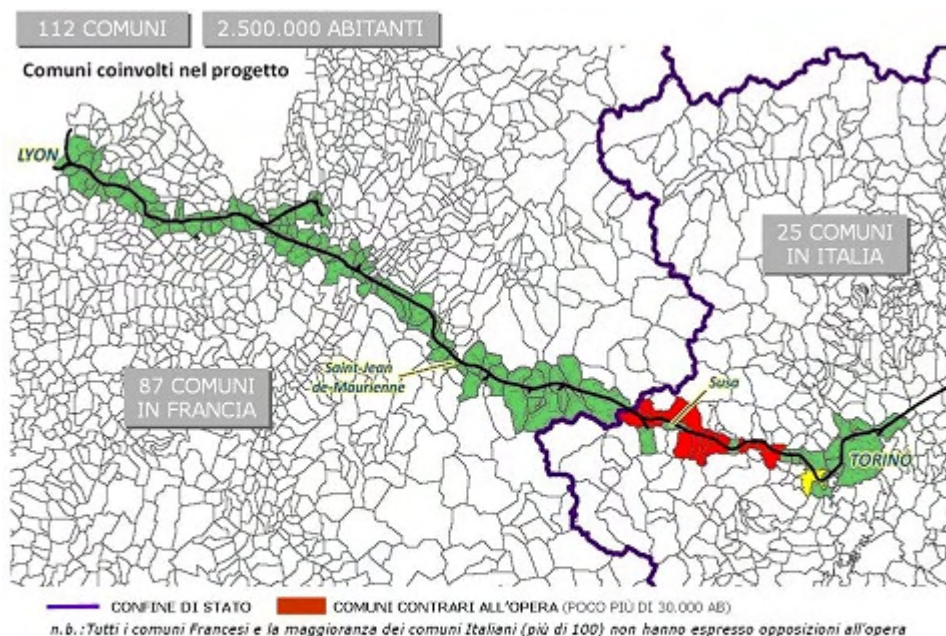 112 COMUNI
2.500.000 ABITANTI
Comuni coinvolti nel progetto
LYON
25 COMUNI
IN ITALIA
Saint-Jean
de-Maurienne
Susa
87 COMUNI
IN FRANCIA
TORINO
CONFINE DI STATO
COMUNI CONTRARI ALL'OPERA (POCO PIÙ DI 30.000 AB)
n.b.:Tutti i comuni Francesi e la maggioranza dei comuni Italiani (più di 100) non hanno espresso opposizioni all'opera